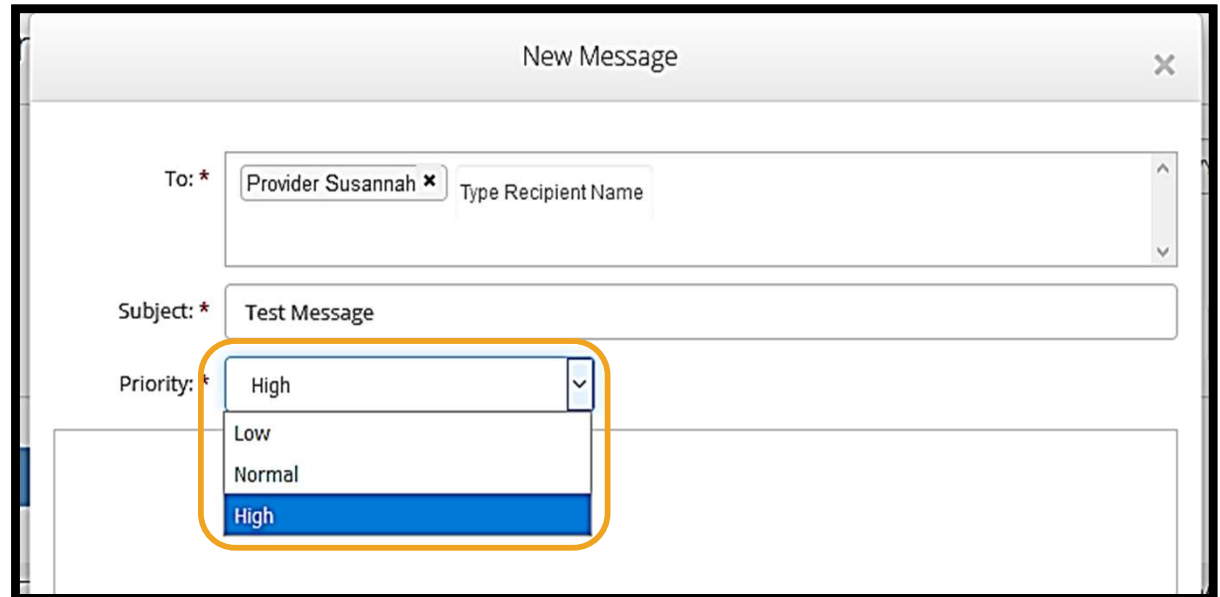 New Message
To: *
Provider Susannah ×
Type Recipient Name
Subject: *
Test Message
Priority: *
High
Low
Normal
High